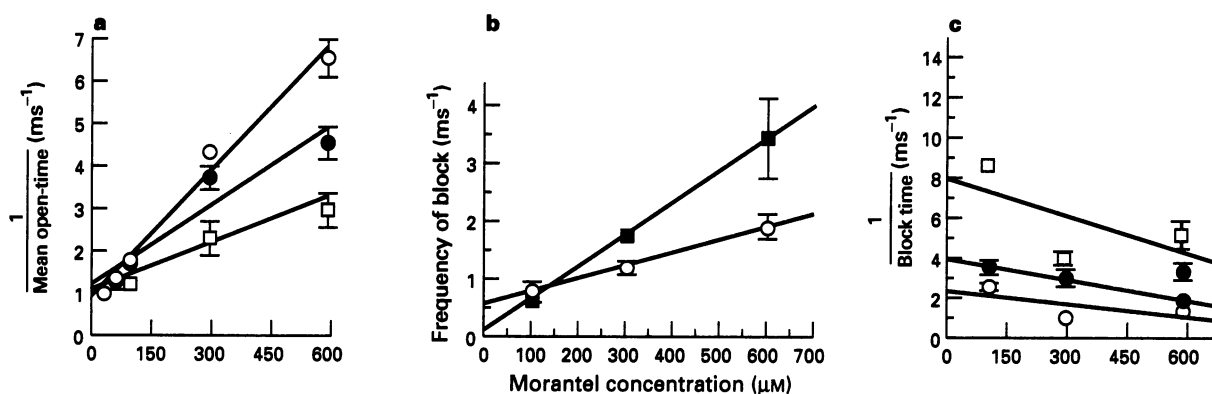 a
1
Mean open-time (ms⁻¹)
7
6
5
4
3
2
1
0
0 150 300 450 600
b
Frequency of block (ms⁻¹)
4
3
2
1
0
0 100 200 300 400 500 600 700
Morantel concentration (μM)
c
1
Block time (ms⁻¹)
14
12
10
8
6
4
2
0
0 150 300 450 600